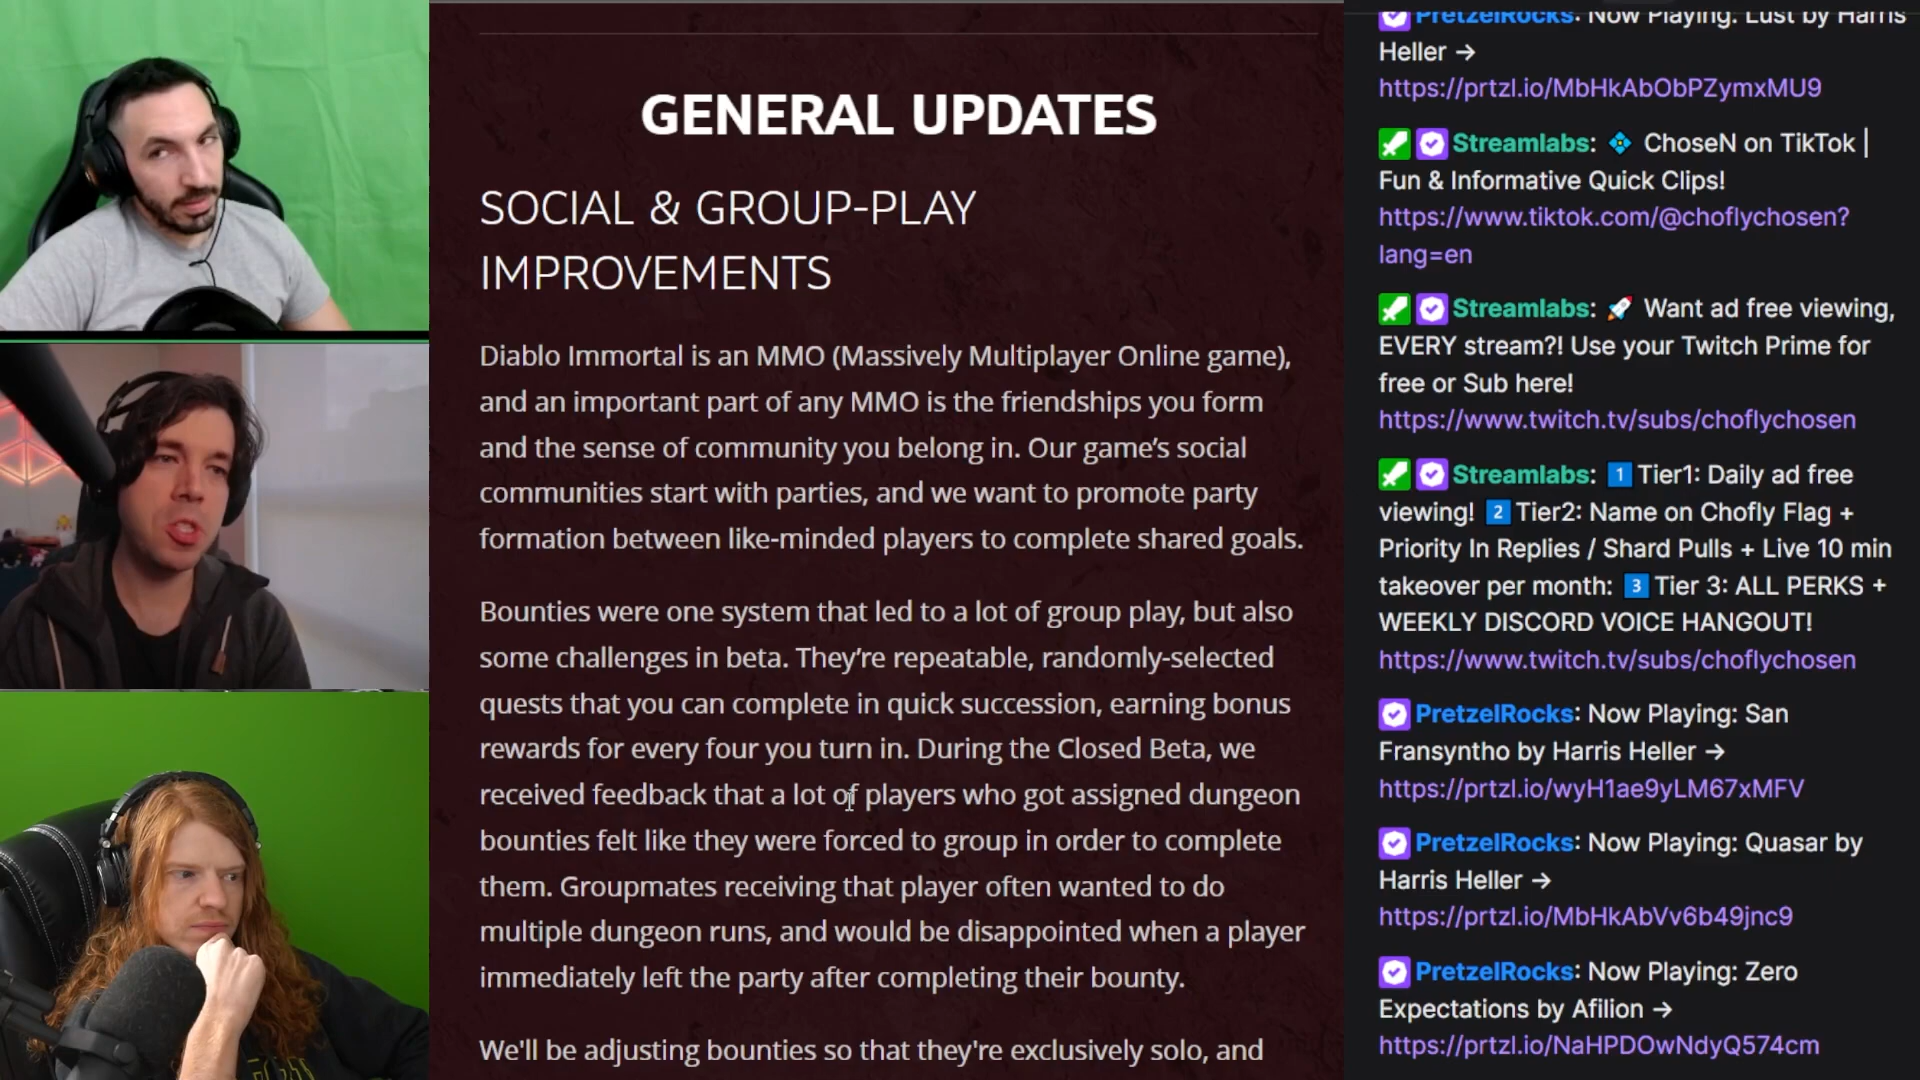 GENERAL UPDATES
SOCIAL & GROUP-PLAY
IMPROVEMENTS
Diablo Immortal is an MMO (Massively Multiplayer Online game),
and an important part of any MMO is the friendships you form
and the sense of community you belong in. Our game’s social
communities start with parties, and we want to promote party
formation between like-minded players to complete shared goals.
Bounties were one system that led to a lot of group play, but also
some challenges in beta. They’re repeatable, randomly-selected
quests that you can complete in quick succession, earning bonus
rewards for every four you turn in. During the Closed Beta, we
received feedback that a lot of players who got assigned dungeon
bounties felt like they were forced to group in order to complete
them. Groupmates receiving that player often wanted to do
multiple dungeon runs, and would be disappointed when a player
immediately left the party after completing their bounty.
We'll be adjusting bounties so that they're exclusively solo, and
PretzelRocks: Now Playing: Lust by Harris
Heller →
https://prtzl.io/MbHkAbObPZymxMU9
Streamlabs: 💠 ChoseN on TikTok |
Fun & Informative Quick Clips!
https://www.tiktok.com/@choflychosen?
lang=en
Streamlabs: 🚀 Want ad free viewing,
EVERY stream?! Use your Twitch Prime for
free or Sub here!
https://www.twitch.tv/subs/choflychosen
Streamlabs: 1️⃣ Tier1: Daily ad free
viewing! 2️⃣ Tier2: Name on Chofly Flag +
Priority In Replies / Shard Pulls + Live 10 min
takeover per month: 3️⃣ Tier 3: ALL PERKS +
WEEKLY DISCORD VOICE HANGOUT!
https://www.twitch.tv/subs/choflychosen
PretzelRocks: Now Playing: San
Fransyntho by Harris Heller →
https://prtzl.io/wyH1ae9yLM67xMFV
PretzelRocks: Now Playing: Quasar by
Harris Heller →
https://prtzl.io/MbHkAbVv6b49jnc9
PretzelRocks: Now Playing: Zero
Expectations by Afilion →
https://prtzl.io/NaHPDOwNdyQ574cm